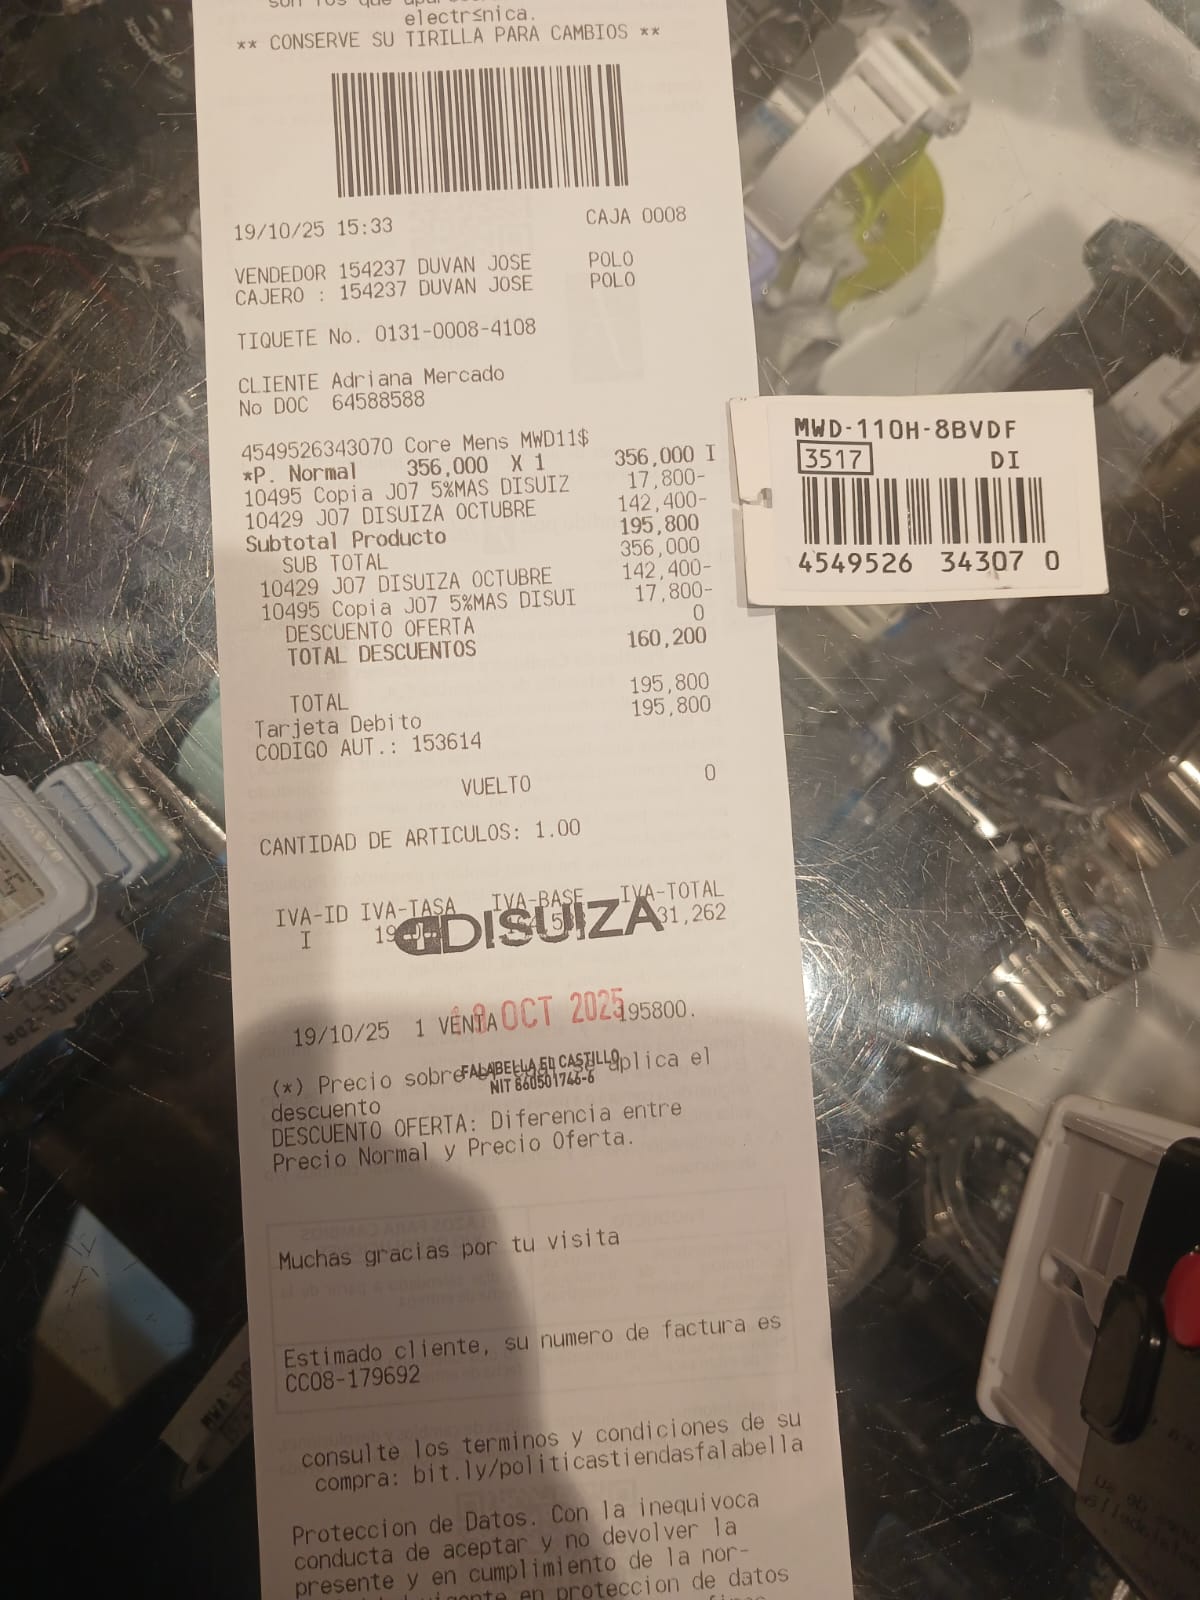 electrsnica.
** CONSERVE SU TIRILLA PARA CAMBIOS **
19/10/25 15:33 CAJA 0008
VENDEDOR 154237 DUVAN JOSE POLO
CAJERO : 154237 DUVAN JOSE POLO
TIQUETE No. 0131-0008-4108
CLIENTE Adriana Mercado
No DOC 64588588
4549526343070 Core Mens MWD11$
*P. Normal 356,000 X 1 356,000 I
10495 Copia J07 5%MAS DISUIZ 17,800-
10429 J07 DISUIZA OCTUBRE 142,400-
Subtotal Producto 195,800
SUB TOTAL 356,000
10429 J07 DISUIZA OCTUBRE 142,400-
10495 Copia J07 5%MAS DISUI 17,800-
DESCUENTO OFERTA 0
TOTAL DESCUENTOS 160,200
TOTAL 195,800
Tarjeta Debito 195,800
CODIGO AUT.: 153614
VUELTO 0
CANTIDAD DE ARTICULOS: 1.00
IVA-ID IVA-TASA IVA-BASE IVA-TOTAL
I 31,262
DISUIZA
19/10/25 1 VENTA 195800.
OCT 2025
FALABELLA EL CASTILLO
NIT 860501746-6
(*) Precio sobre aplica el
descuento
DESCUENTO OFERTA: Diferencia entre
Precio Normal y Precio Oferta.
Muchas gracias por tu visita
Estimado cliente, su numero de factura es
CC08-179692
consulte los terminos y condiciones de su
compra: bit.ly/politicastiendasfalabella
Proteccion de Datos. Con la inequivoca
conducta de aceptar y no devolver la
presente y en cumplimiento de la nor-
en proteccion de datos
MWD-110H-8BVDF
3517 DI
4549526 34307 0